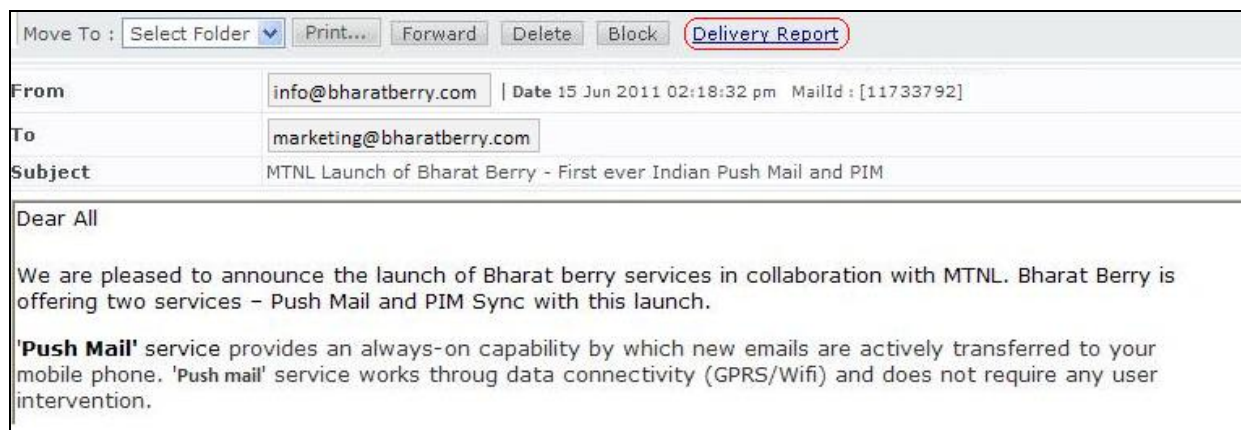 Move To : Select Folder Print... Forward Delete Block Delivery Report
From info@bharatberry.com | Date 15 Jun 2011 02:18:32 pm MailId : [11733792]
To marketing@bharatberry.com
Subject MTNL Launch of Bharat Berry - First ever Indian Push Mail and PIM
Dear All
We are pleased to announce the launch of Bharat berry services in collaboration with MTNL. Bharat Berry is
offering two services – Push Mail and PIM Sync with this launch.
'Push Mail' service provides an always-on capability by which new emails are actively transferred to your
mobile phone. 'Push mail' service works throug data connectivity (GPRS/Wifi) and does not require any user
intervention.